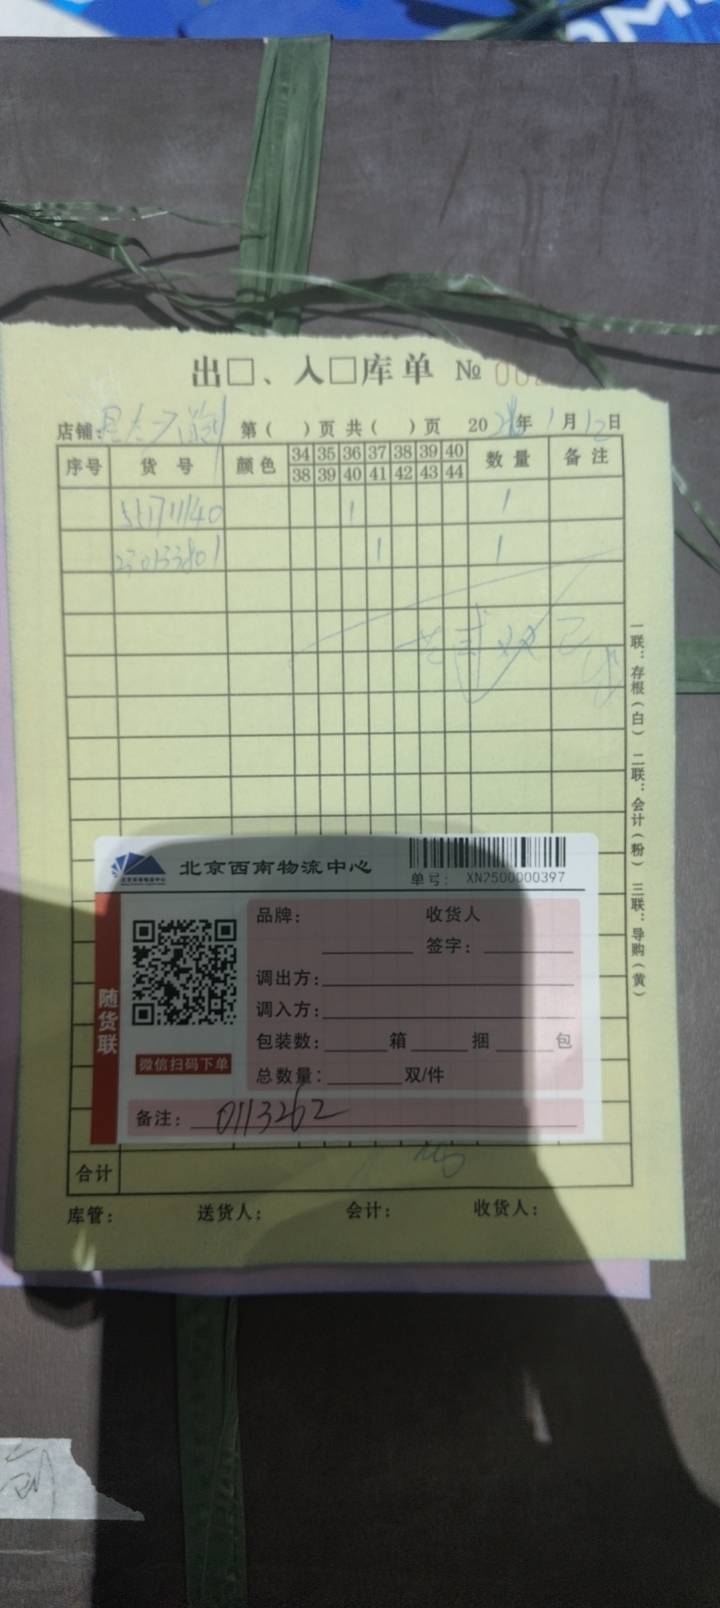 出□、入□库单 №
店铺: 第( )页 共( )页 20 年 1月12日
序号 货号 颜色 34 35 36 37 38 39 40 数量 备注
38 39 40 41 42 43 44
1 1
1 1
一联:存根(白) 二联:会计(粉) 三联:导购(黄)
北京西南物流中心
单号: XN2500000397
随货联
微信扫码下单
品牌: 收货人
签字:
调出方:
调入方:
包装数: 箱 捆 包
总数量: 双/件
备注: 0113262
合计
库管: 送货人: 会计: 收货人: